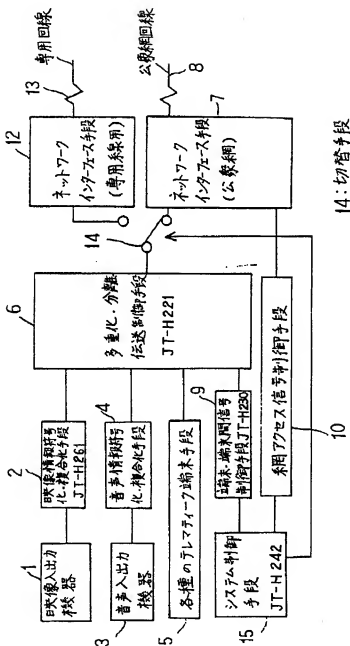 1
映像入出力
機器
2
映像情報符号
化・複合化手段
JT-H261
3
音声入出力
機器
4
音声情報符号
化・複合化手段
5
各種のテレマティーク端末手段
6
多重化・分離
伝送制御手段
JT-H221
9
端末・端末間信号
制御手段JT-H230
15
システム制御
手段
JT-H242
10
網アクセス信号制御手段
14
12
ネットワーク
インターフェース手段
(専用線用)
13
専用回線
7
ネットワーク
インターフェース手段
(公衆網)
8
公衆網回線
14:切替手段